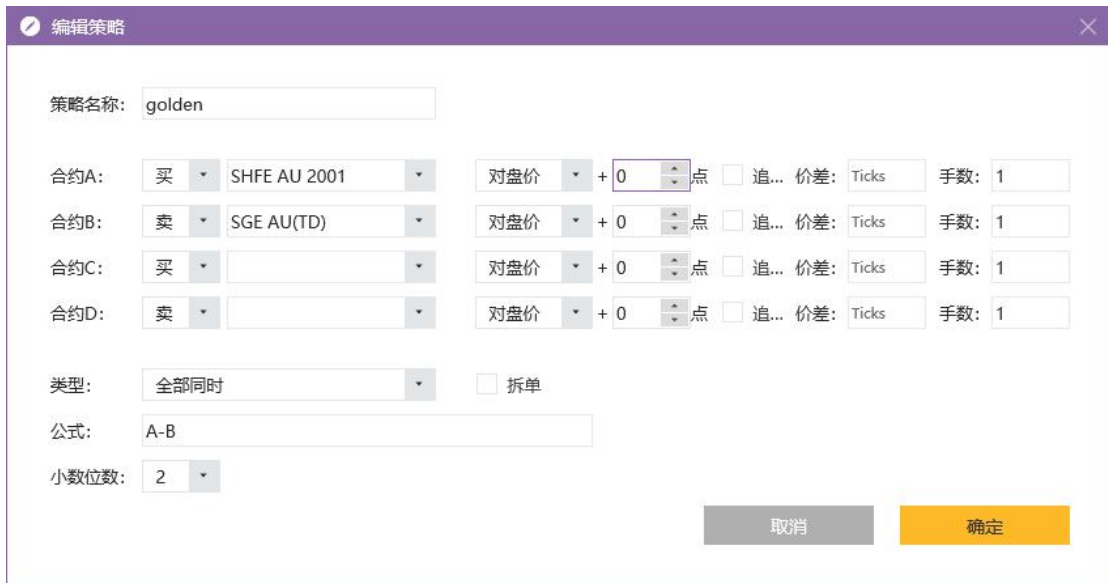 编辑策略
策略名称: golden
合约A: 买 SHFE AU 2001 对盘价 + 0 点 追... 价差: Ticks 手数: 1
合约B: 卖 SGE AU(TD) 对盘价 + 0 点 追... 价差: Ticks 手数: 1
合约C: 买 对盘价 + 0 点 追... 价差: Ticks 手数: 1
合约D: 卖 对盘价 + 0 点 追... 价差: Ticks 手数: 1
类型: 全部同时 拆单
公式: A-B
小数位数: 2
取消 确定